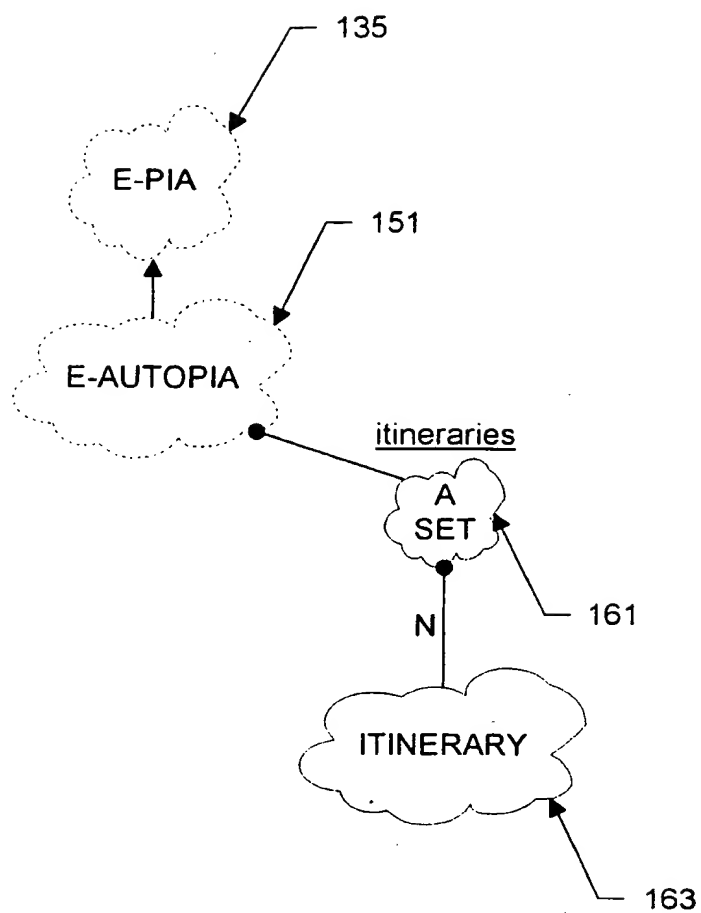 135
E-PIA
151
E-AUTOPIA
itineraries
A
SET
161
N
ITINERARY
163